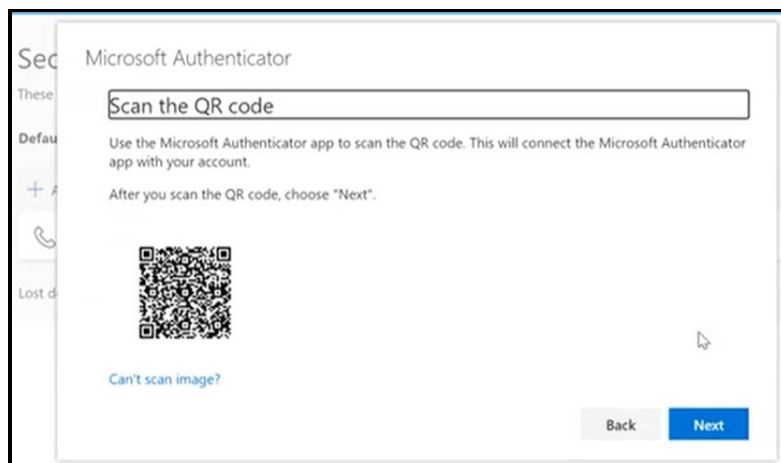 Sec
Microsoft Authenticator
These
Scan the QR code
Defau
Use the Microsoft Authenticator app to scan the QR code. This will connect the Microsoft Authenticator
app with your account.
+ A
After you scan the QR code, choose "Next".
Lost d
Can't scan image?
Back
Next